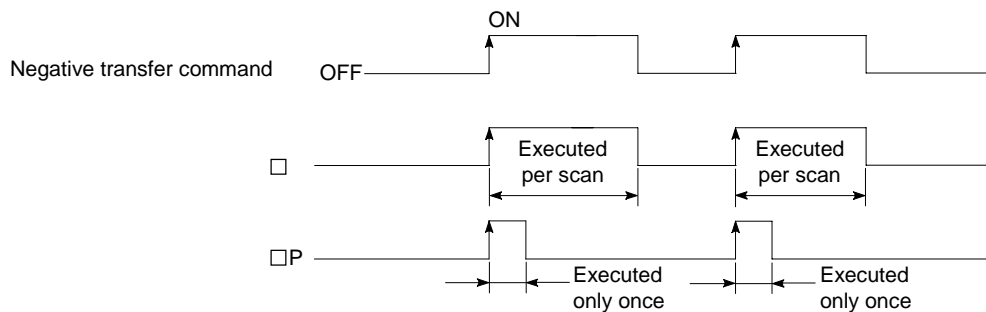 ON
Negative transfer command
OFF
Executed
per scan
Executed
per scan
□
□P
Executed
only once
Executed
only once